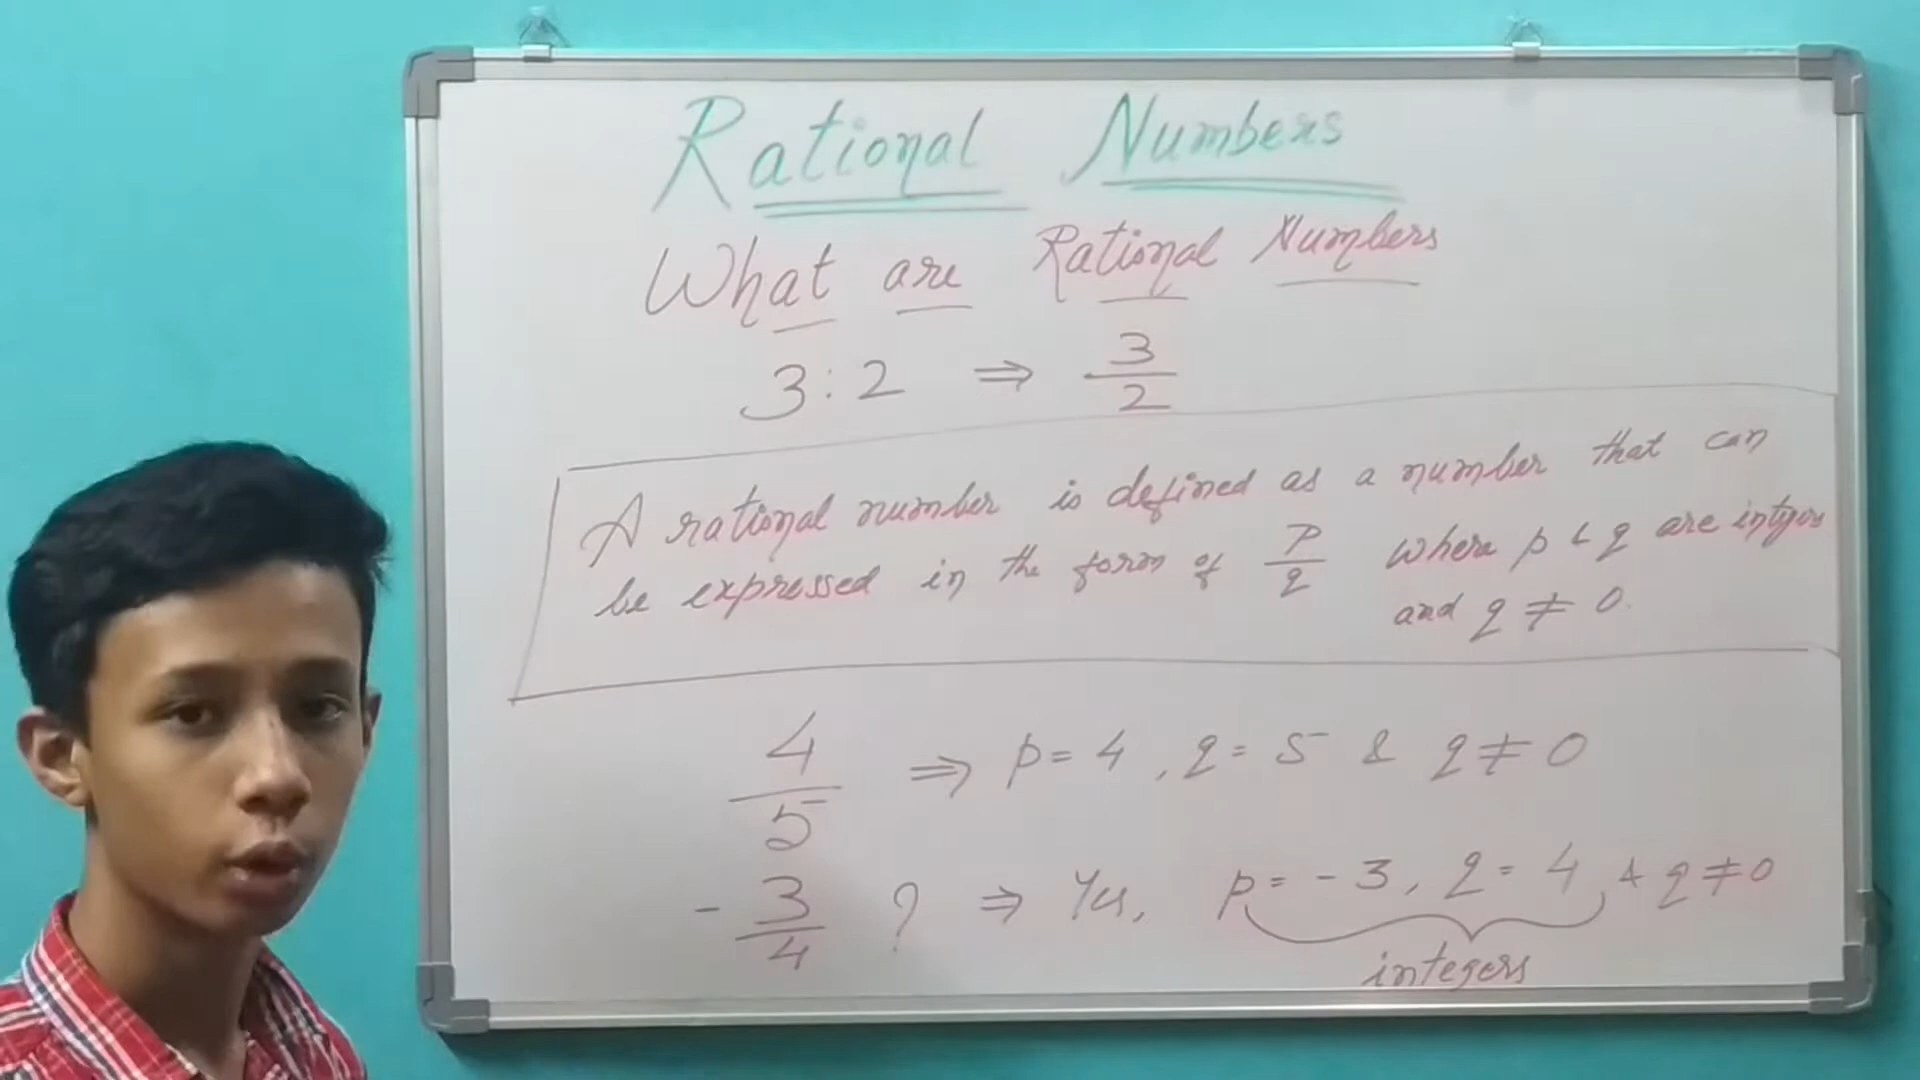 Rational Numbers
What are Rational Numbers
3 : 2 ⇒ 3/2
A rational number is defined as a number that can
be expressed in the form of p/q where p & q are integers
and q ≠ 0.
4/5 ⇒ p = 4, q = 5 & q ≠ 0
-3/4 ? ⇒ Yes, p = -3, q = 4, & q ≠ 0
integers